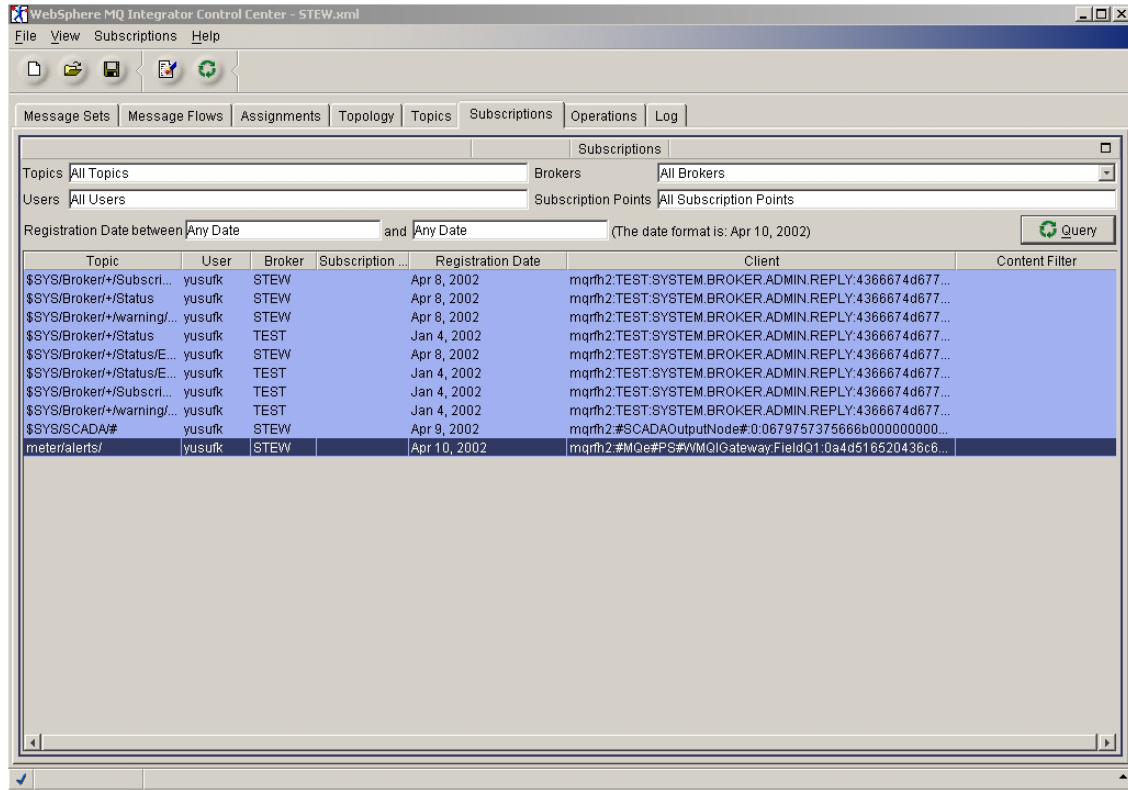 WebSphere MQ Integrator Control Center - STEW.xml
File View Subscriptions Help
Message Sets Message Flows Assignments Topology Topics Subscriptions Operations Log
Subscriptions
Topics All Topics Brokers All Brokers
Users All Users Subscription Points All Subscription Points
Registration Date between Any Date and Any Date (The date format is: Apr 10, 2002) Query
Topic User Broker Subscription ... Registration Date Client Content Filter
$SYS/Broker/+/Subscri... yusufk STEW Apr 8, 2002 mqrfh2:TEST:SYSTEM.BROKER.ADMIN.REPLY:4366674d677...
$SYS/Broker/+/Status yusufk STEW Apr 8, 2002 mqrfh2:TEST:SYSTEM.BROKER.ADMIN.REPLY:4366674d677...
$SYS/Broker/+/warning/... yusufk STEW Apr 8, 2002 mqrfh2:TEST:SYSTEM.BROKER.ADMIN.REPLY:4366674d677...
$SYS/Broker/+/Status yusufk TEST Jan 4, 2002 mqrfh2:TEST:SYSTEM.BROKER.ADMIN.REPLY:4366674d677...
$SYS/Broker/+/Status/E... yusufk STEW Apr 8, 2002 mqrfh2:TEST:SYSTEM.BROKER.ADMIN.REPLY:4366674d677...
$SYS/Broker/+/Status/E... yusufk TEST Jan 4, 2002 mqrfh2:TEST:SYSTEM.BROKER.ADMIN.REPLY:4366674d677...
$SYS/Broker/+/Subscri... yusufk TEST Jan 4, 2002 mqrfh2:TEST:SYSTEM.BROKER.ADMIN.REPLY:4366674d677...
$SYS/Broker/+/warning/... yusufk TEST Jan 4, 2002 mqrfh2:TEST:SYSTEM.BROKER.ADMIN.REPLY:4366674d677...
$SYS/SCADA/# yusufk STEW Apr 9, 2002 mqrfh2:#SCADAOutputNode#:0:0679757375666b000000000...
meter/alerts/ yusufk STEW Apr 10, 2002 mqrfh2:#MQe#PS#WMQIGateway:FieldQ1:0a4d516520436c6...